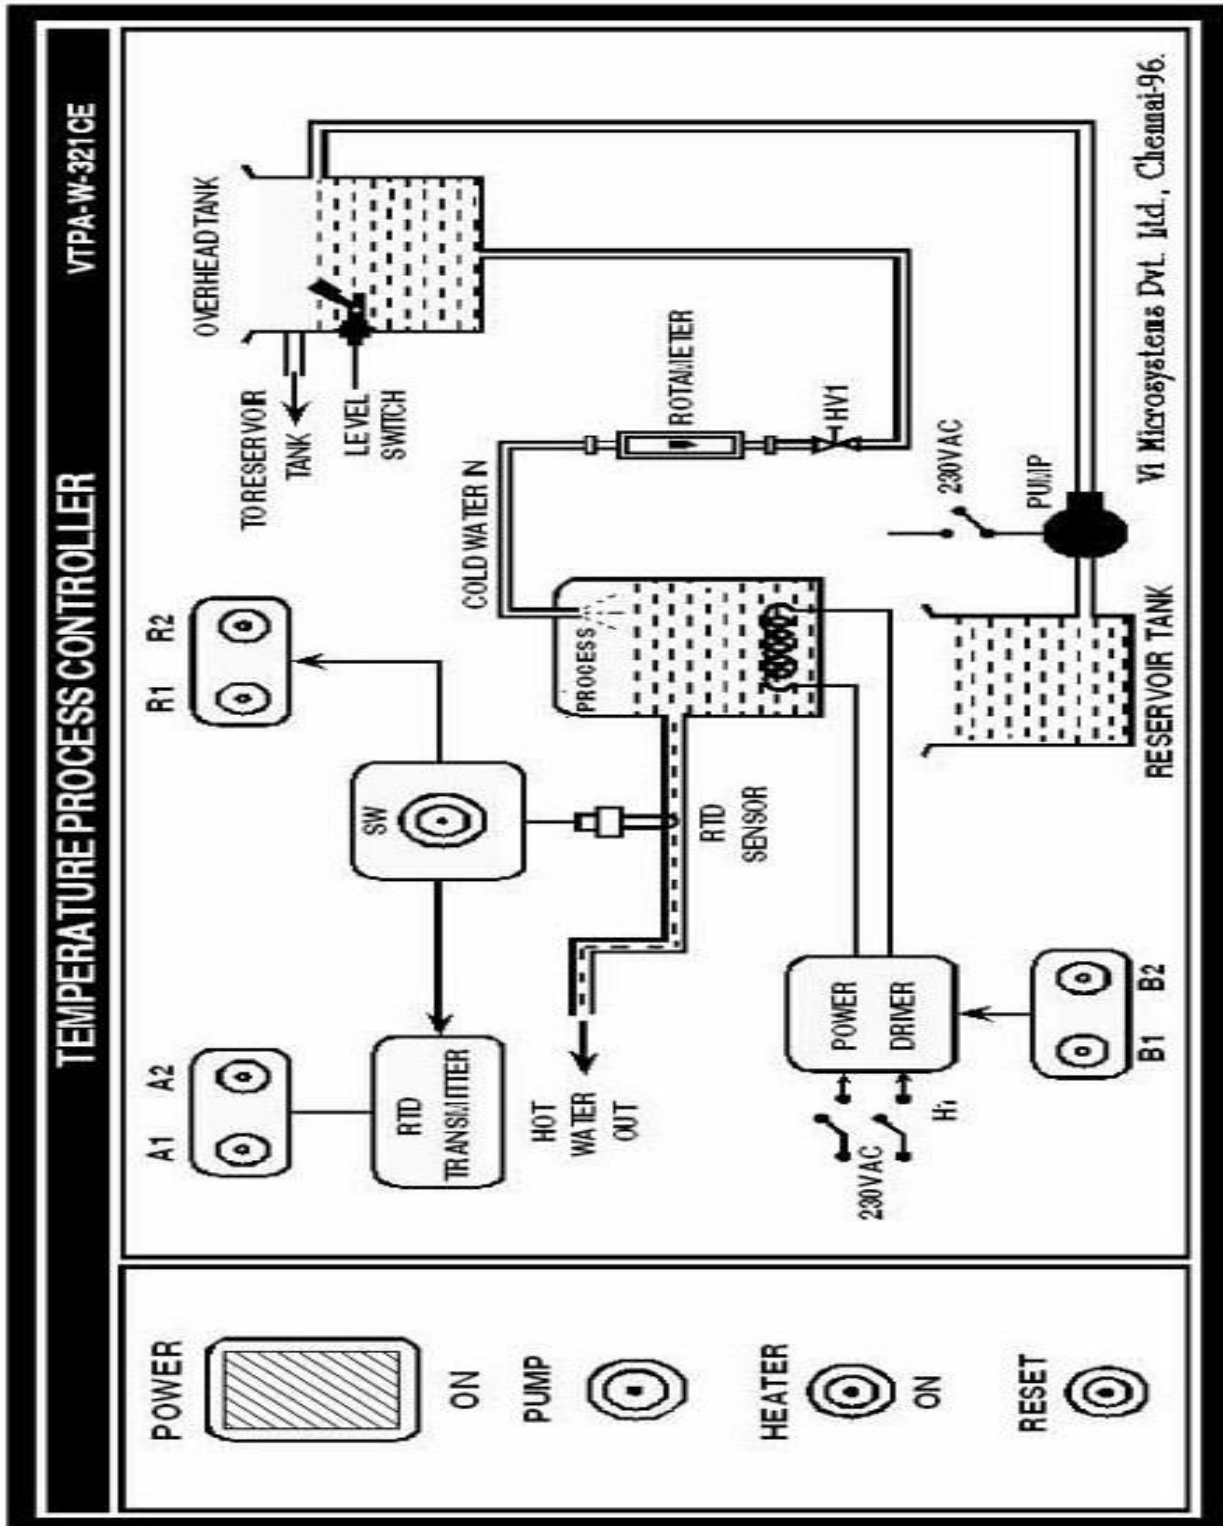 TEMPERATURE PROCESS CONTROLLER
VTPA-W-321CE
POWER
ON
PUMP
HEATER
ON
RESET
A1
A2
R1
R2
RTD
TRANSMITTER
SW
TO RESERVOIR
TANK
OVERHEAD TANK
LEVEL
SWITCH
HOT
WATER
OUT
RTD
SENSOR
COLD WATER IN
PROCESS
ROTAMETER
HV1
POWER
DRIVER
230VAC
B1
B2
230VAC
PUMP
RESERVOIR TANK
Vi Microsystems Pvt. Ltd., Chennai-96.